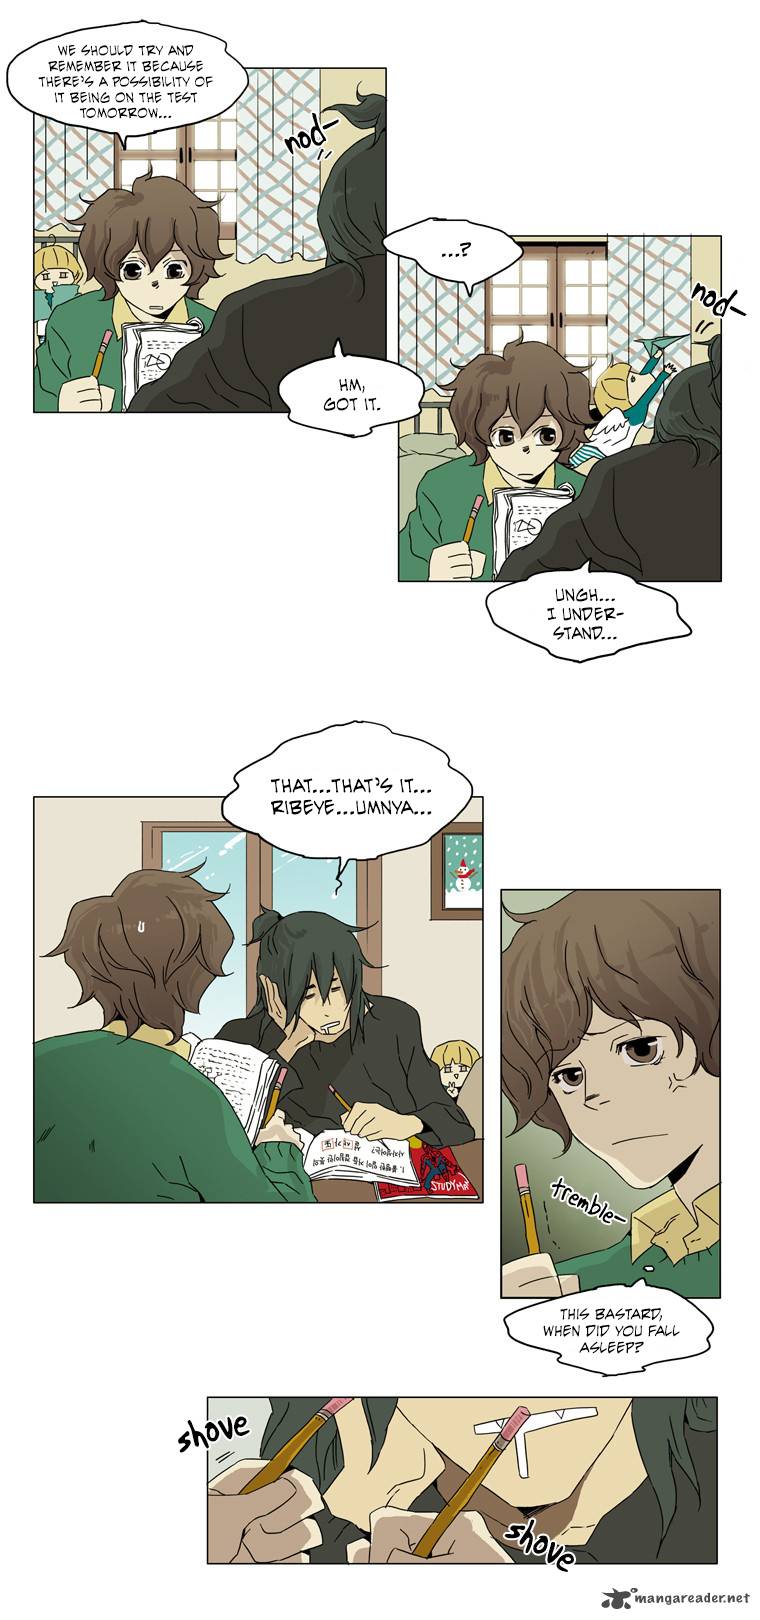 WE SHOULD TRY AND
REMEMBER IT BECAUSE
THERE'S A POSSIBILITY OF
IT BEING ON THE TEST
TOMORROW...
nod-
HM,
GOT IT.
...?
nod-
UNGH...
I UNDER-
STAND...
THAT...THAT'S IT...
RIBEYE...UMNYA...
STUDY MAN
tremble-
THIS BASTARD,
WHEN DID YOU FALL
ASLEEP?
shove
shove
mangareader.net